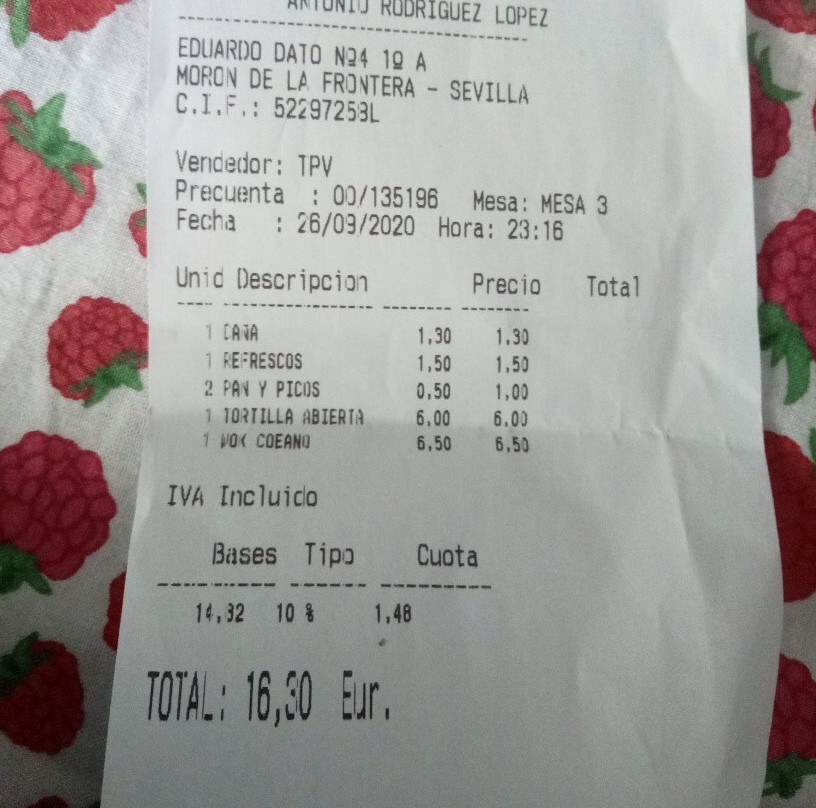 ANTONIO RODRIGUEZ LOPEZ
EDUARDO DATO Nº4 1º A
MORON DE LA FRONTERA - SEVILLA
C.I.F.: 52297258L
Vendedor: TPV
Precuenta : 00/135196 Mesa: MESA 3
Fecha : 26/09/2020 Hora: 23:16
Unid Descripcion Precio Total
1 CAÑA 1,30 1,30
1 REFRESCOS 1,50 1,50
2 PAN Y PICOS 0,50 1,00
1 TORTILLA ABIERTA 6,00 6,00
1 WOK COEANO 6,50 6,50
IVA Incluido
Bases Tipo Cuota
14,82 10 % 1,48
TOTAL: 16,30 Eur.